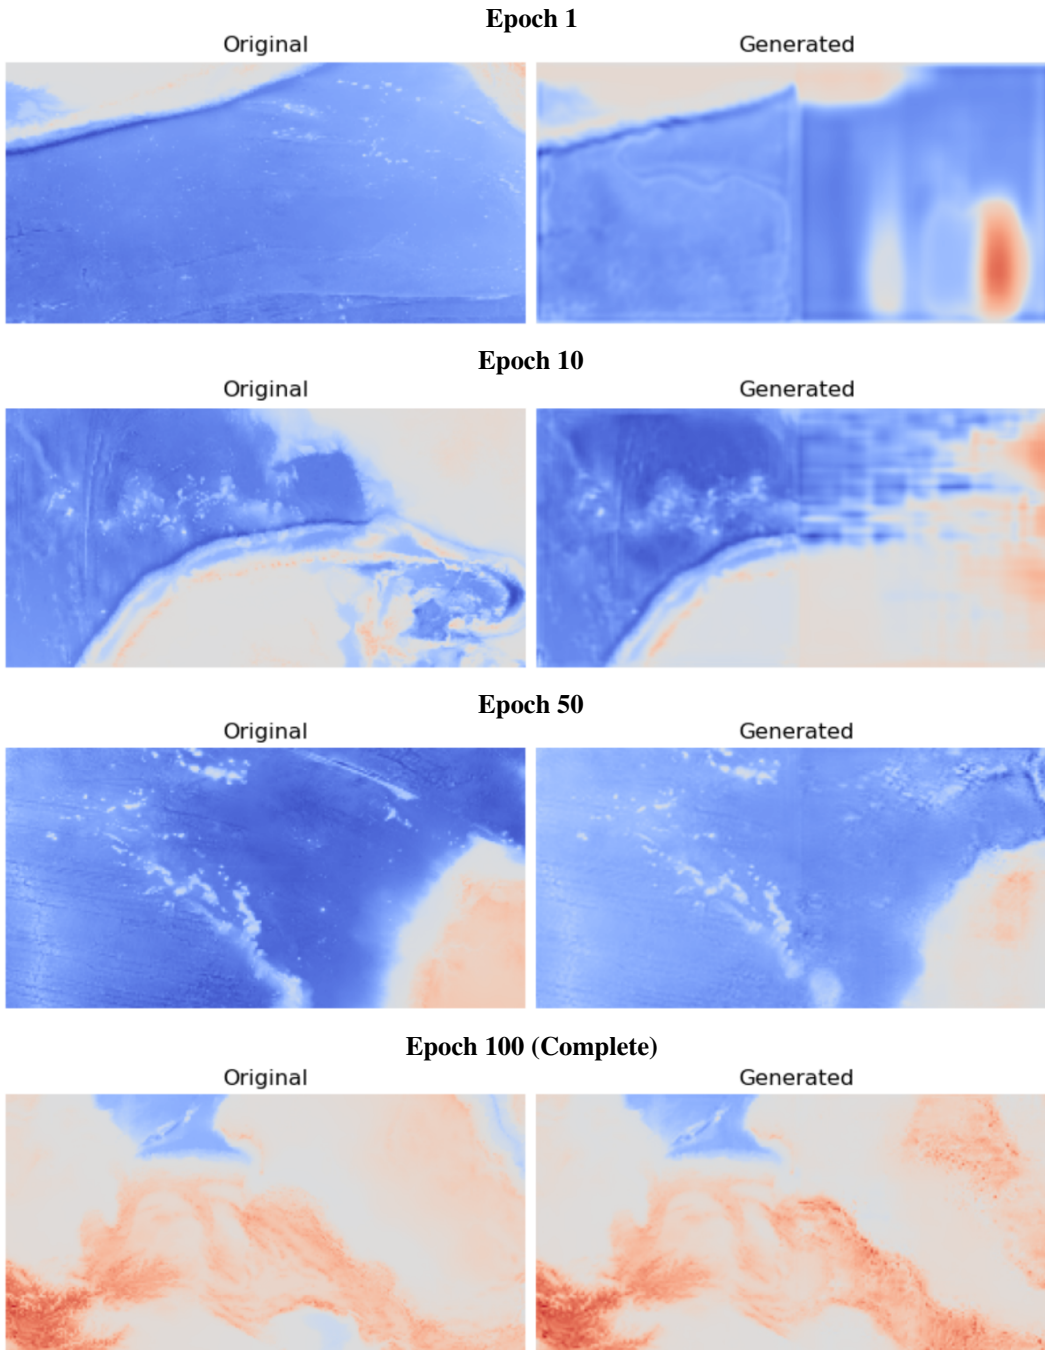 Epoch 1
Original Generated
Epoch 10
Original Generated
Epoch 50
Original Generated
Epoch 100 (Complete)
Original Generated